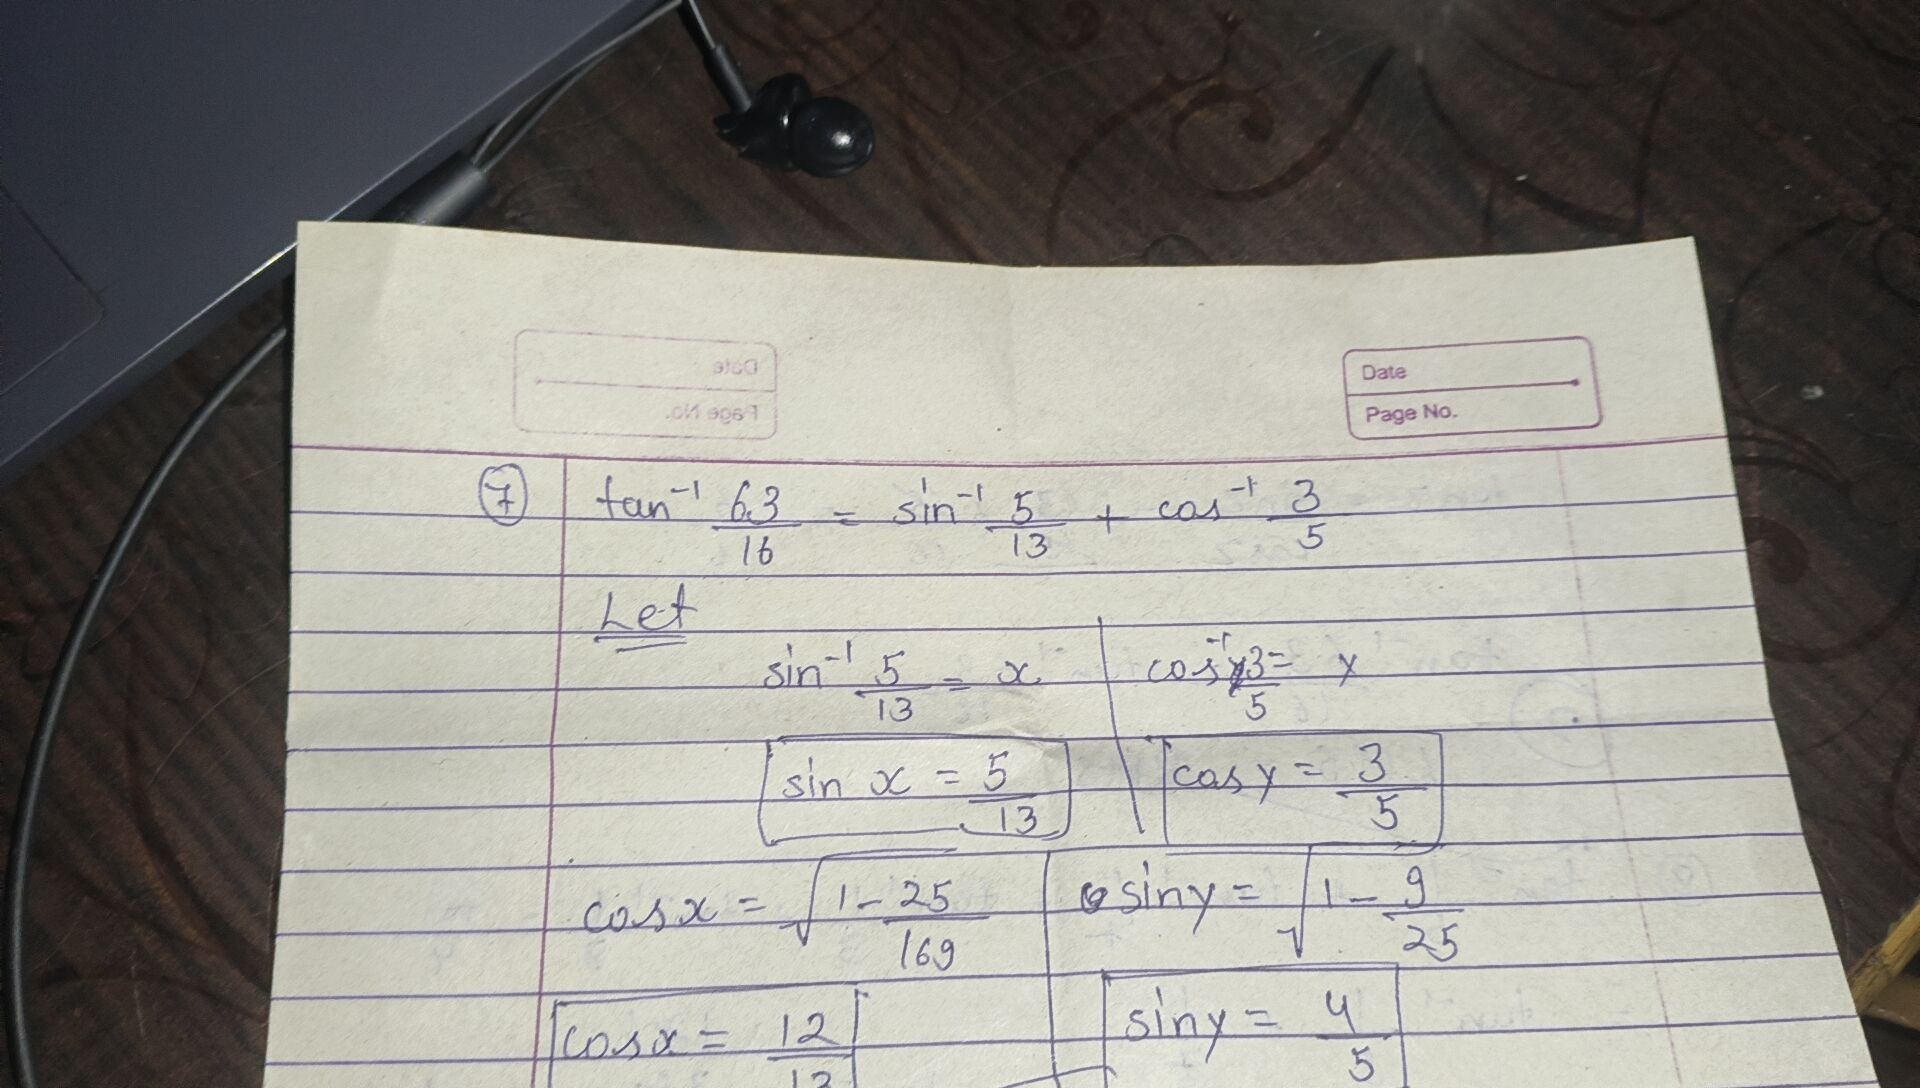 Date
Page No.
7 tan⁻¹ 63/16 = sin⁻¹ 5/13 + cos⁻¹ 3/5
Let
sin⁻¹ 5/13 = x | cos⁻¹ 3/5 = y
sin x = 5/13 | cos y = 3/5
cos x = √(1 - 25/169) | sin y = √(1 - 9/25)
cos x = 12/13 | sin y = 4/5